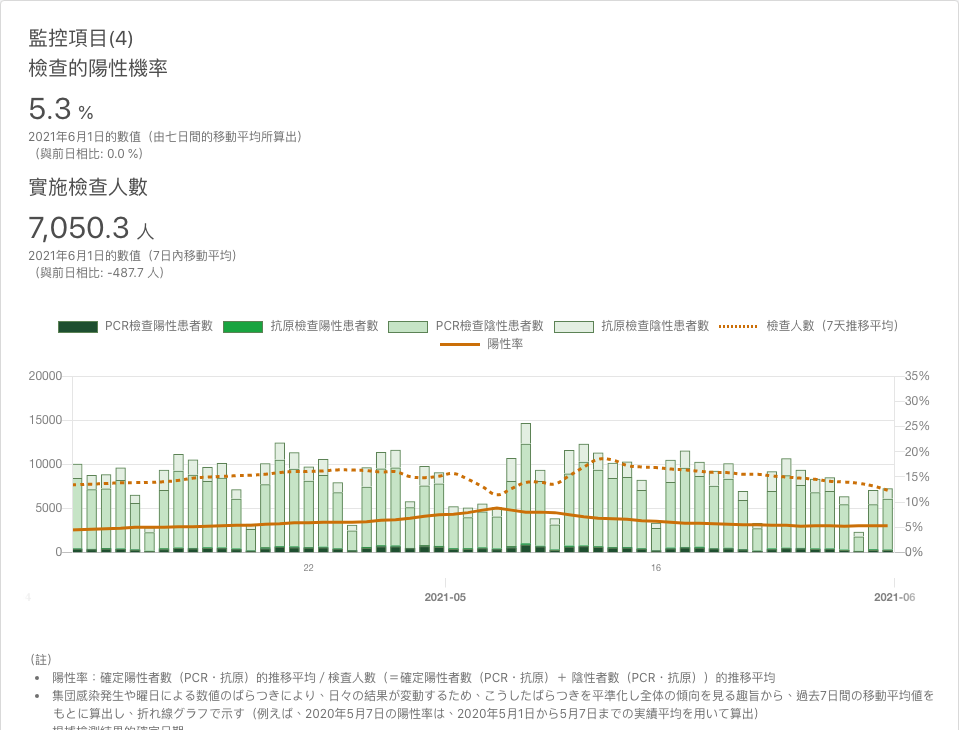 監控項目(4)
檢查的陽性機率
5.3 %
2021年6月1日的數值（由七日間的移動平均所算出）
（與前日相比: 0.0 %）
實施檢查人數
7,050.3 人
2021年6月1日的數值（7日內移動平均）
（與前日相比: -487.7 人）
PCR檢查陽性患者數 抗原檢查陽性患者數 PCR檢查陰性患者數 抗原檢查陰性患者數 檢查人數（7天推移平均）
陽性率
20000 35%
30%
15000 25%
20%
10000 15%
10%
5000 5%
0 0%
22 16
2021-05 2021-06
（註）
• 陽性率：確定陽性者數（PCR・抗原）的推移平均 / 檢查人數（＝確定陽性者數（PCR・抗原）＋ 陰性者數（PCR・抗原））的推移平均
• 集団感染発生や曜日による数値のばらつきにより、日々の結果が変動するため、こうしたばらつきを平準化し全体の傾向を見る趣旨から、過去7日間の移動平均値を
もとに算出し、折れ線グラフで示す（例えば、2020年5月7日の陽性率は、2020年5月1日から5月7日までの実績平均を用いて算出）